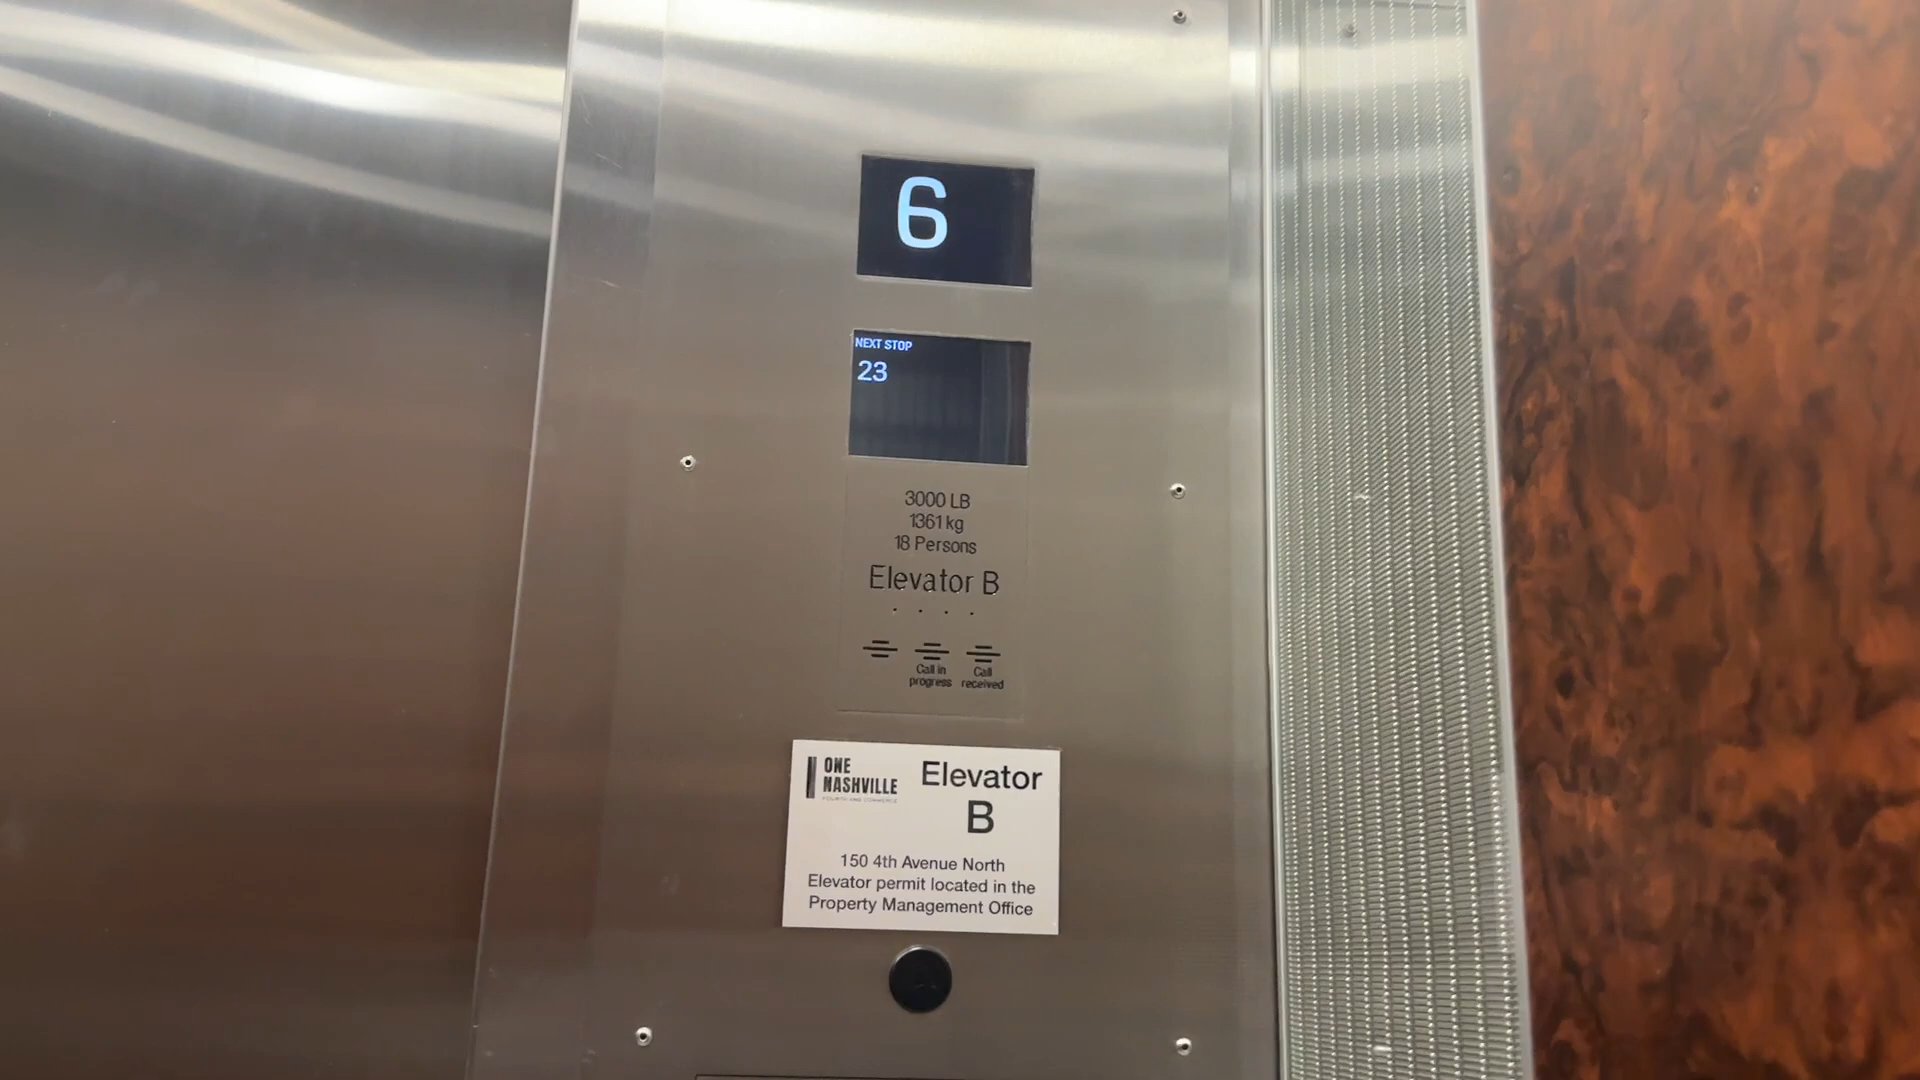 6
NEXT STOP
23
3000 LB
1361 kg
18 Persons
Elevator B
Call in
progress
Call
received
ONE
NASHVILLE
FOURTH AND COMMERCE
Elevator
B
150 4th Avenue North
Elevator permit located in the
Property Management Office